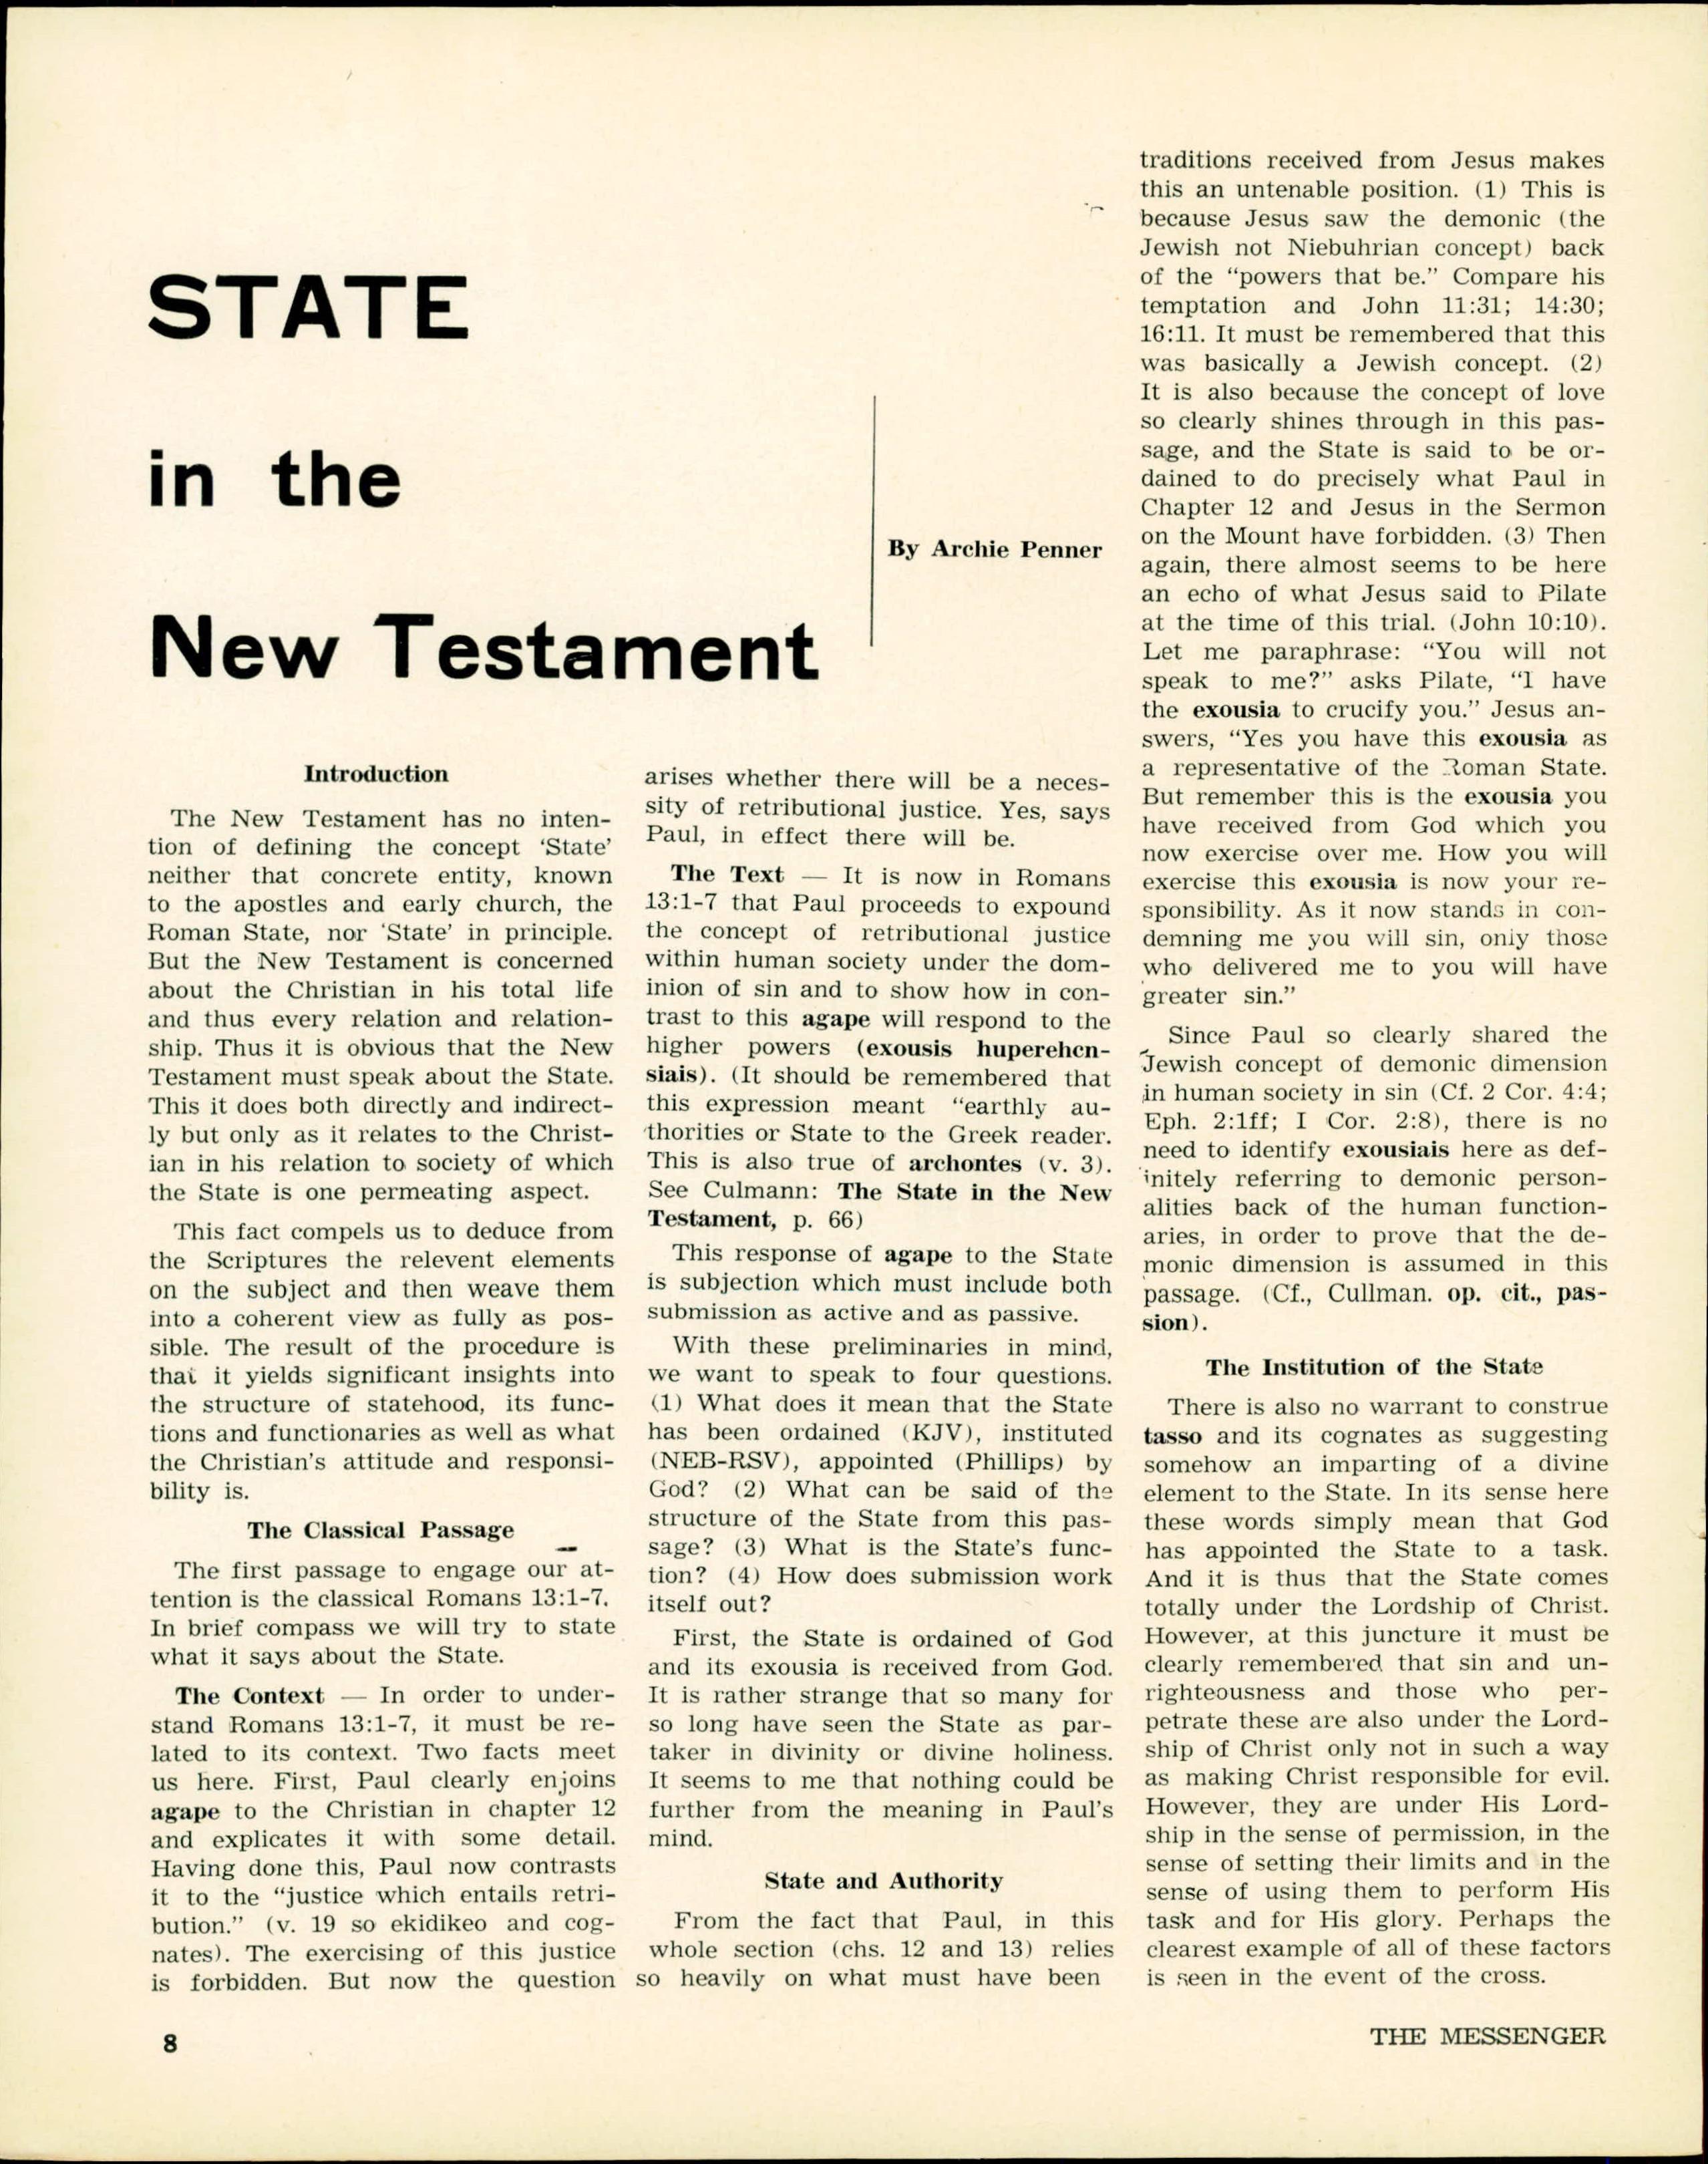 STATE
in the
New Testament
By Archie Penner
Introduction
The New Testament has no inten-
tion of defining the concept ‘State’
neither that concrete entity, known
to the apostles and early church, the
Roman State, nor ‘State’ in principle.
But the New Testament is concerned
about the Christian in his total life
and thus every relation and relation-
ship. Thus it is obvious that the New
Testament must speak about the State.
This it does both directly and indirect-
ly but only as it relates to the Christ-
ian in his relation to society of which
the State is one permeating aspect.
This fact compels us to deduce from
the Scriptures the relevent elements
on the subject and then weave them
into a coherent view as fully as pos-
sible. The result of the procedure is
that it yields significant insights into
the structure of statehood, its func-
tions and functionaries as well as what
the Christian's attitude and responsi-
bility is.
The Classical Passage
The first passage to engage our at-
tention is the classical Romans 13:1-7.
In brief compass we will try to state
what it says about the State.
The Context — In order to under-
stand Romans 13:1-7, it must be re-
lated to its context. Two facts meet
us here. First, Paul clearly enjoins
agape to the Christian in chapter 12
and explicates it with some detail.
Having done this, Paul now contrasts
it to the “justice which entails retri-
bution.” (v. 19 so ekidikeo and cog-
nates). The exercising of this justice
is forbidden. But now the question
arises whether there will be a neces-
sity of retributional justice. Yes, says
Paul, in effect there will be.
The Text — It is now in Romans
13:1-7 that Paul proceeds to expound
the concept of retributional justice
within human society under the dom-
inion of sin and to show how in con-
trast to this agape will respond to the
higher powers (exousis huperehcn-
siais). (It should be remembered that
this expression meant “earthly au-
thorities or State to the Greek reader.
This is also true of archontes (v. 3).
See Culmann: The State in the New
Testament, p. 66)
This response of agape to the State
is subjection which must include both
submission as active and as passive.
With these preliminaries in mind,
we want to speak to four questions.
(1) What does it mean that the State
has been ordained (KJV), instituted
(NEB-RSV), appointed (Phillips) by
God? (2) What can be said of the
structure of the State from this pas-
sage? (3) What is the State's func-
tion? (4) How does submission work
itself out?
First, the State is ordained of God
and its exousia is received from God.
It is rather strange that so many for
so long have seen the State as par-
taker in divinity or divine holiness.
It seems to me that nothing could be
further from the meaning in Paul's
mind.
State and Authority
From the fact that Paul, in this
whole section (chs. 12 and 13) relies
so heavily on what must have been
traditions received from Jesus makes
this an untenable position. (1) This is
because Jesus saw the demonic (the
Jewish not Niebuhrian concept) back
of the “powers that be.” Compare his
temptation and John 11:31; 14:30;
16:11. It must be remembered that this
was basically a Jewish concept. (2)
It is also because the concept of love
so clearly shines through in this pas-
sage, and the State is said to be or-
dained to do precisely what Paul in
Chapter 12 and Jesus in the Sermon
on the Mount have forbidden. (3) Then
again, there almost seems to be here
an echo of what Jesus said to Pilate
at the time of this trial. (John 10:10).
Let me paraphrase: “You will not
speak to me?” asks Pilate, “I have
the exousia to crucify you.” Jesus an-
swers, “Yes you have this exousia as
a representative of the Roman State.
But remember this is the exousia you
have received from God which you
now exercise over me. How you will
exercise this exousia is now your re-
sponsibility. As it now stands in con-
demning me you will sin, only those
who delivered me to you will have
greater sin.”
Since Paul so clearly shared the
Jewish concept of demonic dimension
in human society in sin (Cf. 2 Cor. 4:4;
Eph. 2:1ff; I Cor. 2:8), there is no
need to identify exousiais here as def-
initely referring to demonic person-
alities back of the human function-
aries, in order to prove that the de-
monic dimension is assumed in this
passage. (Cf., Cullman. op. cit., pas-
sion).
The Institution of the State
There is also no warrant to construe
tasso and its cognates as suggesting
somehow an imparting of a divine
element to the State. In its sense here
these words simply mean that God
has appointed the State to a task.
And it is thus that the State comes
totally under the Lordship of Christ.
However, at this juncture it must be
clearly remembered that sin and un-
righteousness and those who per-
petrate these are also under the Lord-
ship of Christ only not in such a way
as making Christ responsible for evil.
However, they are under His Lord-
ship in the sense of permission, in the
sense of setting their limits and in the
sense of using them to perform His
task and for His glory. Perhaps the
clearest example of all of these factors
is seen in the event of the cross.
8
THE MESSENGER